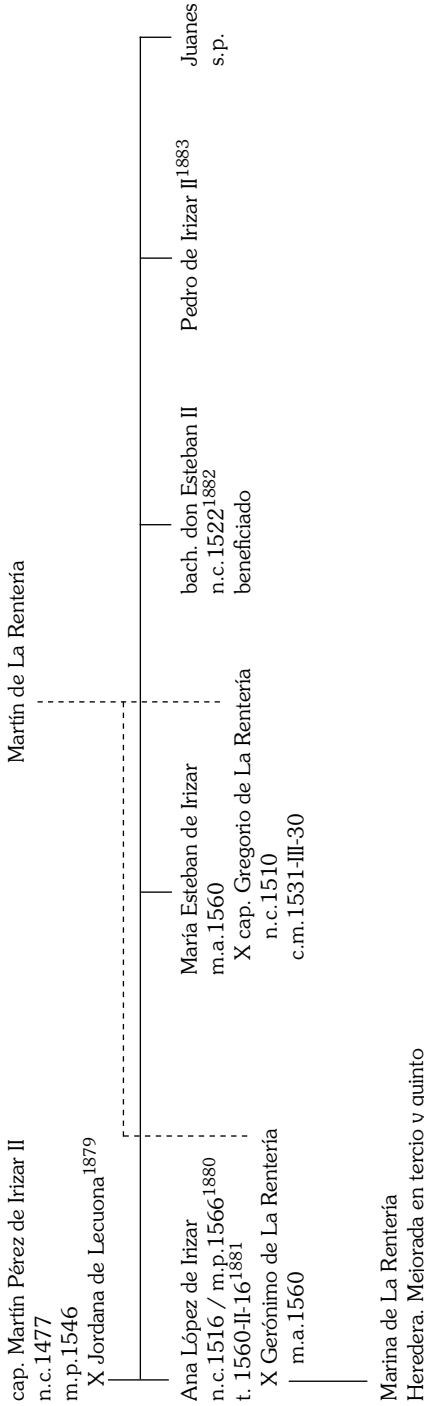 cap. Martín Pérez de Irizar II
n.c.1477
m.p.1546
X Jordana de Lecuona1879
Martín de La Rentería
Ana López de Irizar
n.c.1516 / m.p.15661880
t. 1560-II-161881
X Gerónimo de La Rentería
m.a.1560
María Esteban de Irizar
m.a.1560
X cap. Gregorio de La Rentería
n.c.1510
c.m.1531-III-30
bach. don Esteban II
n.c.15221882
beneficiado
Pedro de Irizar II1883
Juanes
s.p.
Marina de La Rentería
Heredera. Mejorada en tercio y quinto